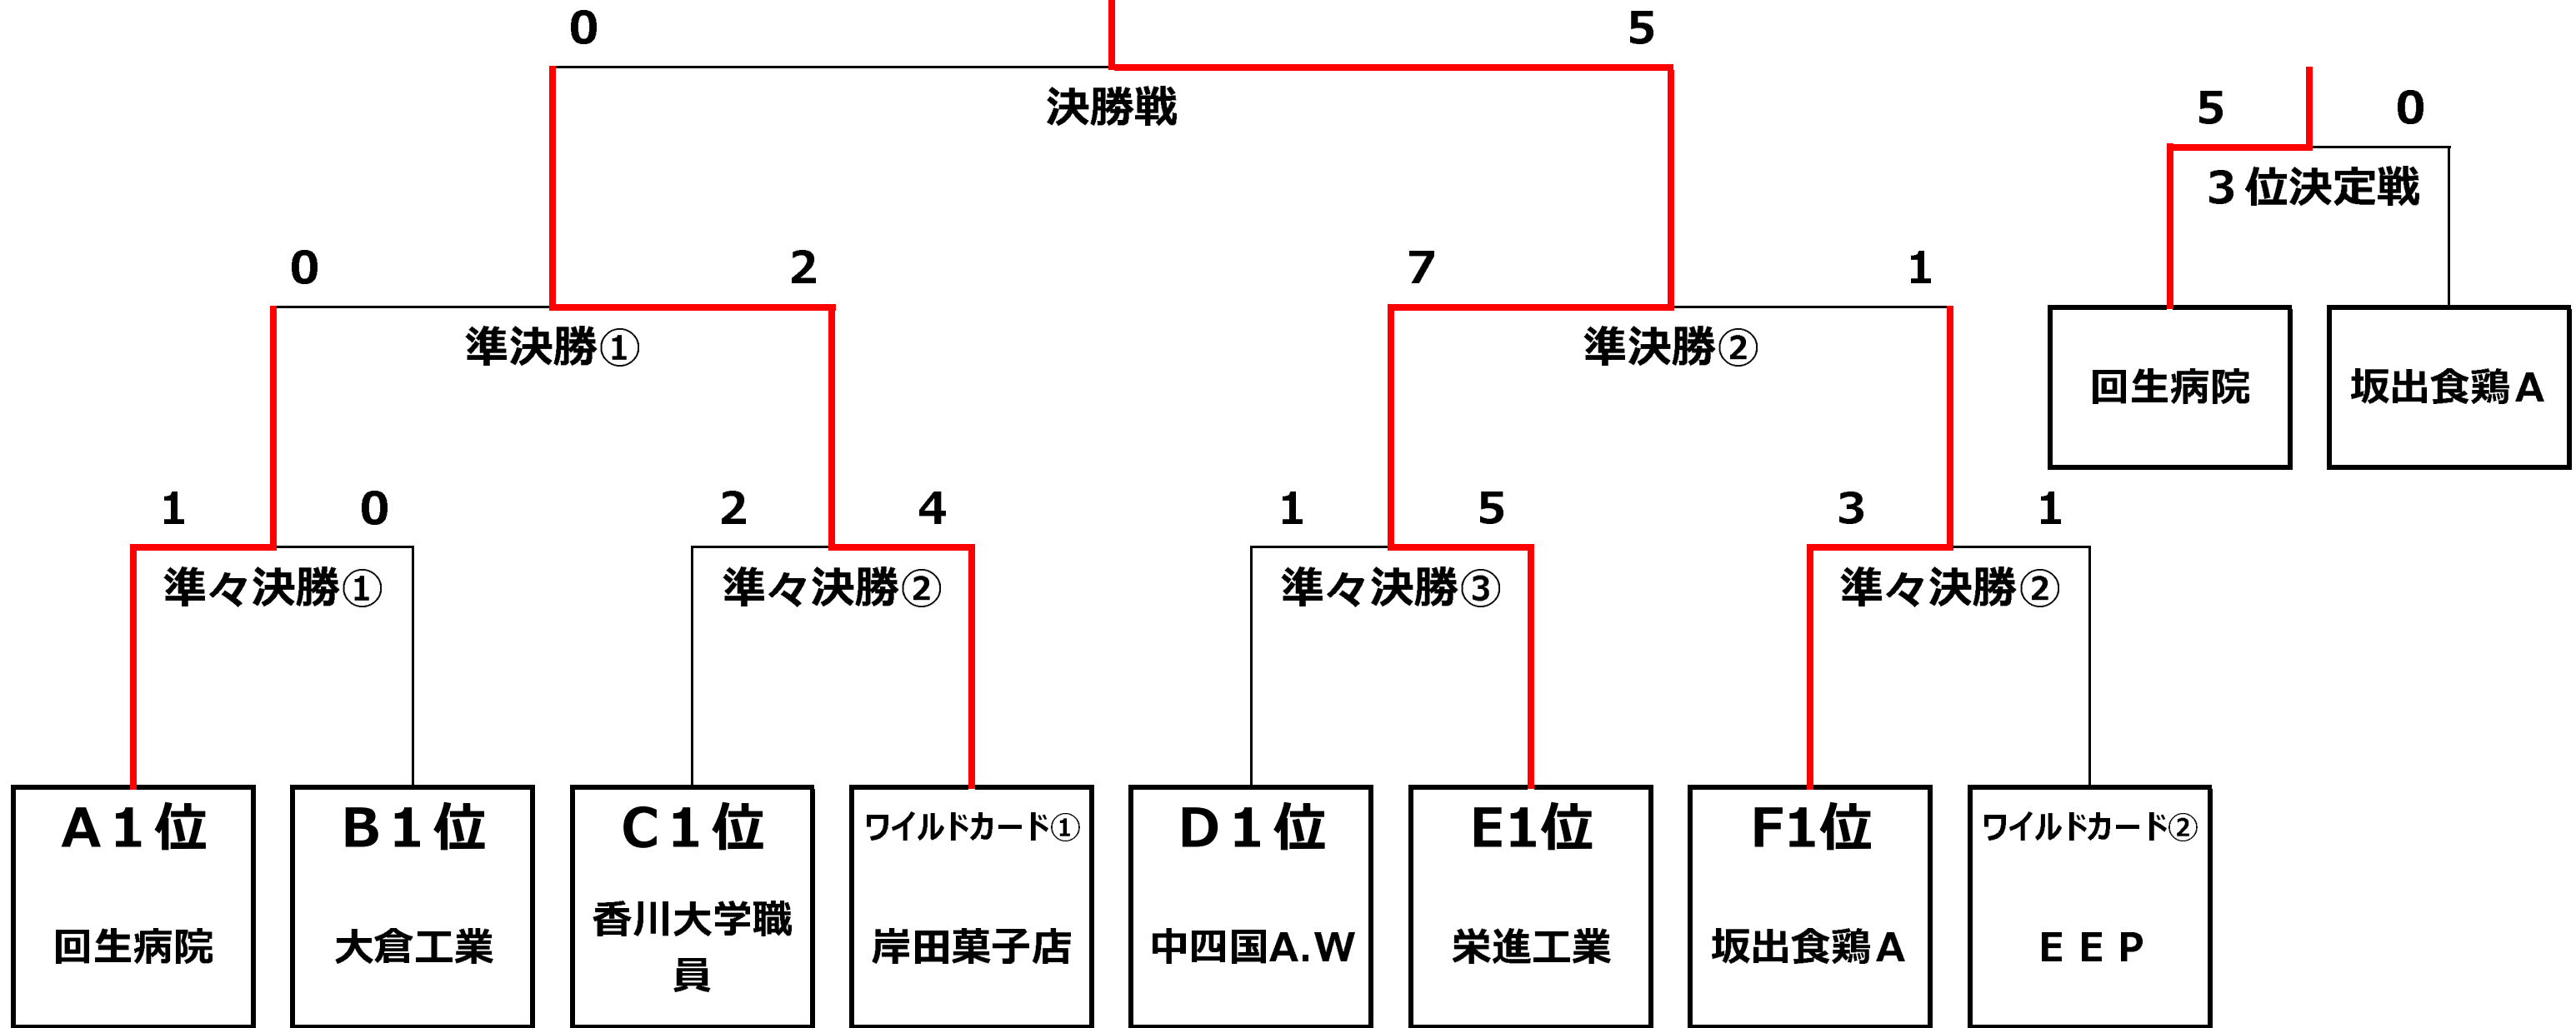 0 5
決勝戦
5 0
３位決定戦
0 2 7 1
準決勝① 準決勝②
回生病院 坂出食鶏Ａ
1 0 2 4 1 5 3 1
準々決勝① 準々決勝② 準々決勝③ 準々決勝②
Ａ１位
回生病院
Ｂ１位
大倉工業
Ｃ１位
香川大学職
員
ワイルドカード①
岸田菓子店
Ｄ１位
中四国A.W
E1位
栄進工業
F1位
坂出食鶏Ａ
ワイルドカード②
ＥＥＰ